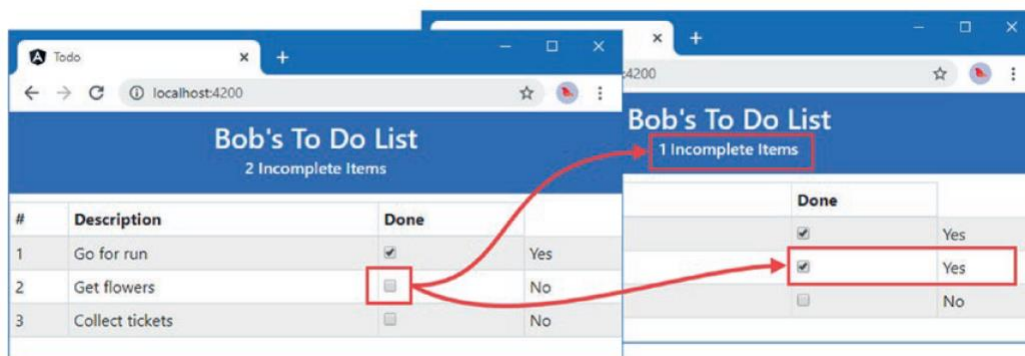 Todo
localhost:4200
Bob's To Do List
2 Incomplete Items
# Description Done
1 Go for run Yes
2 Get flowers No
3 Collect tickets No
:4200
Bob's To Do List
1 Incomplete Items
Done
Yes
Yes
No